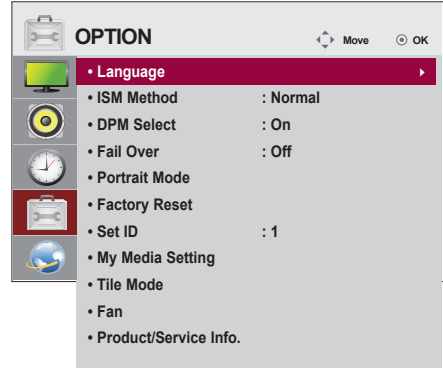 OPTION Move OK
• Language
• ISM Method : Normal
• DPM Select : On
• Fail Over : Off
• Portrait Mode
• Factory Reset
• Set ID : 1
• My Media Setting
• Tile Mode
• Fan
• Product/Service Info.